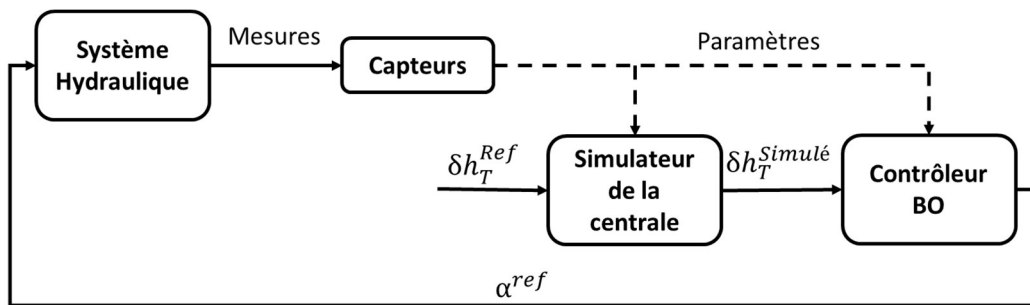 Système
Hydraulique
Mesures
Capteurs
Paramètres
δh_T^Ref
Simulateur
de la
centrale
δh_T^Simulé
Contrôleur
BO
α^ref